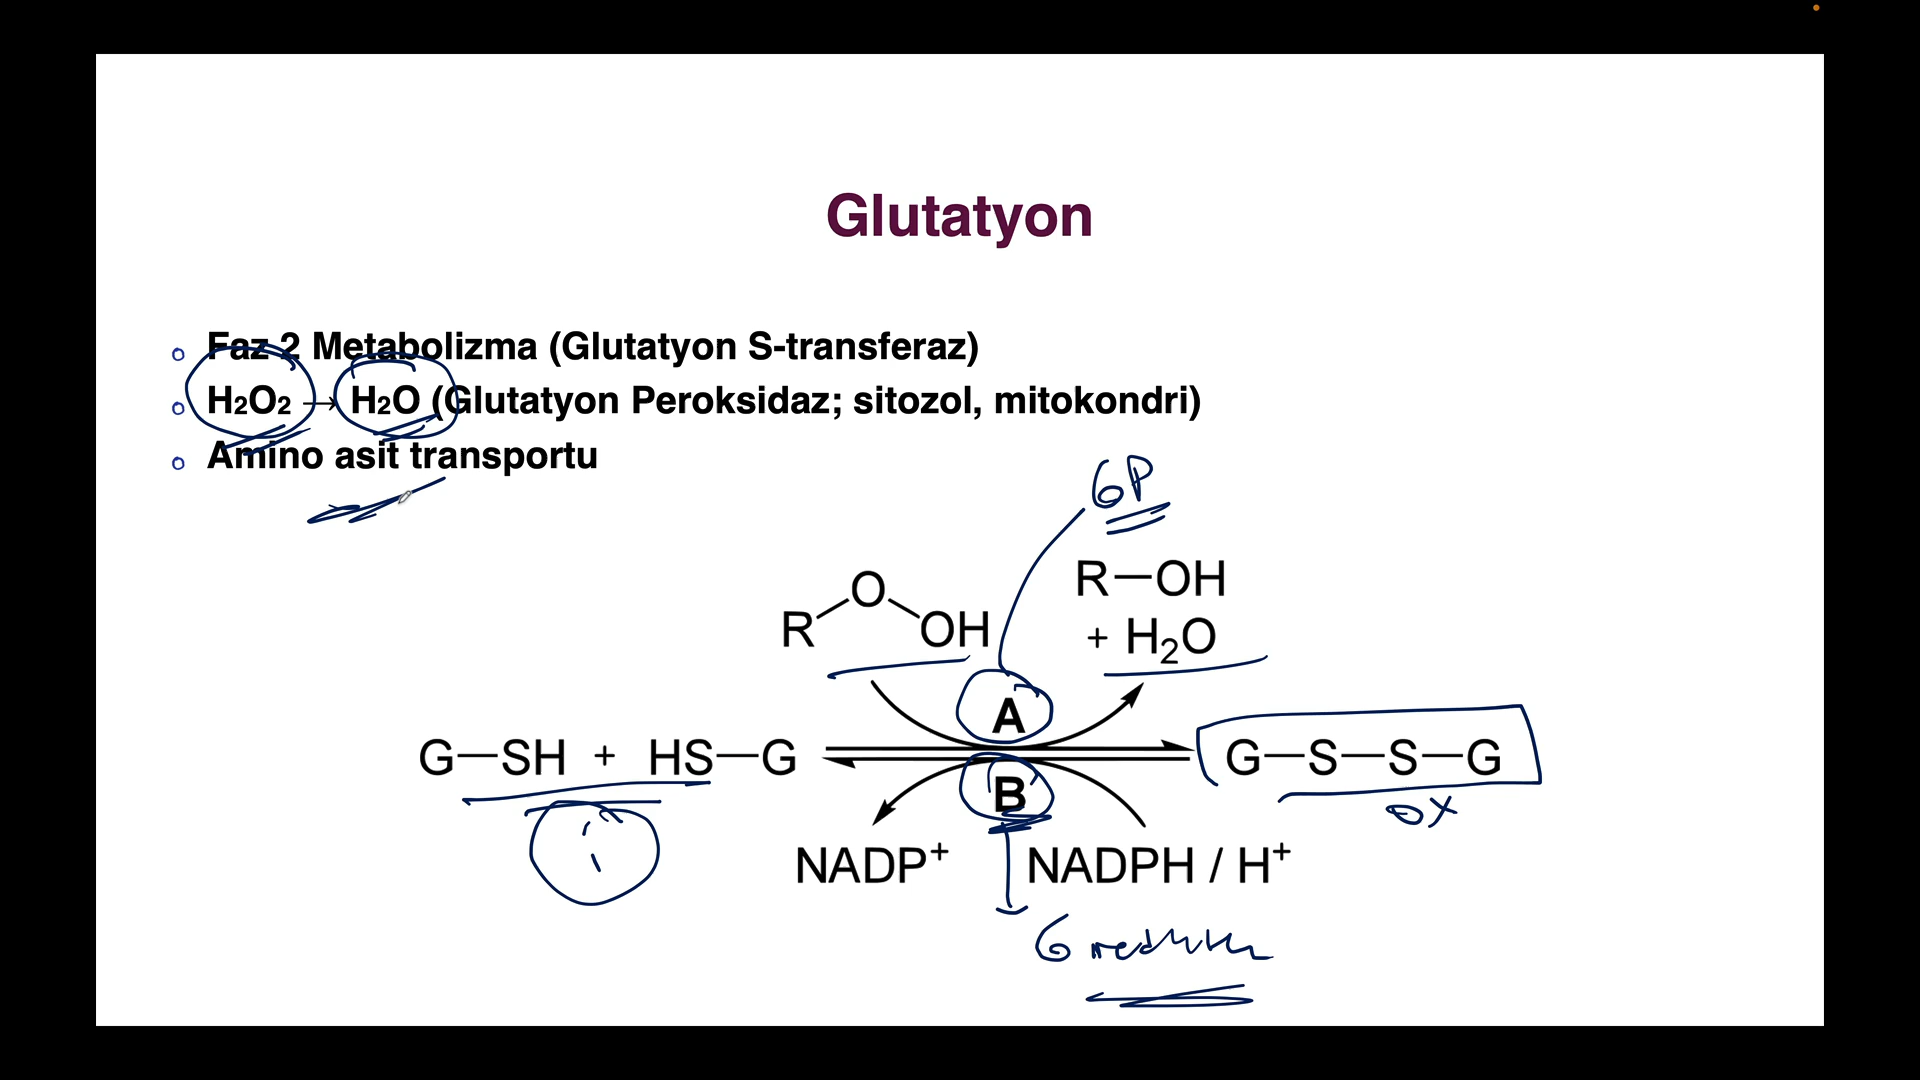 Glutatyon
Faz 2 Metabolizma (Glutatyon S-transferaz)
H₂O₂ → H₂O (Glutatyon Peroksidaz; sitozol, mitokondri)
Amino asit transportu
GP
R O OH
R—OH
+ H₂O
A
G—SH + HS—G
G—S—S—G
B
OX
NADP⁺
NADPH / H⁺
G